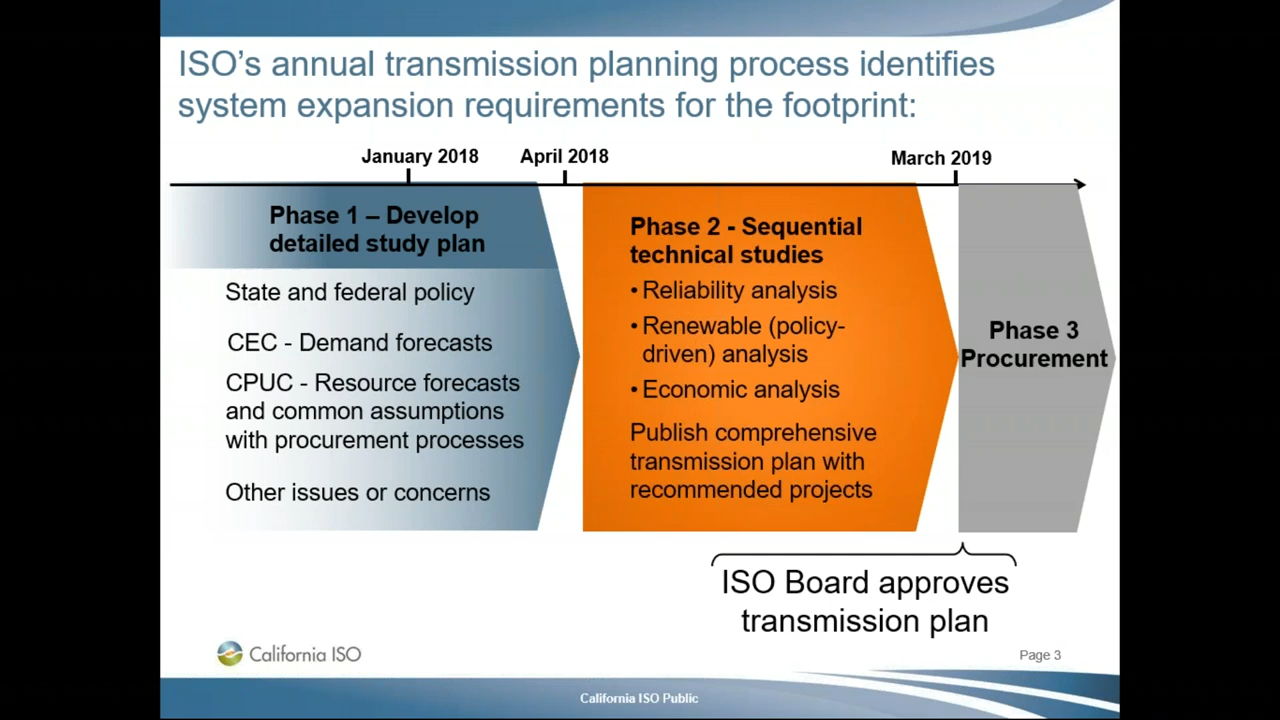 ISO’s annual transmission planning process identifies
system expansion requirements for the footprint:
January 2018
April 2018
March 2019
Phase 1 – Develop
detailed study plan
State and federal policy
CEC - Demand forecasts
CPUC - Resource forecasts
and common assumptions
with procurement processes
Other issues or concerns
Phase 2 - Sequential
technical studies
• Reliability analysis
• Renewable (policy-
driven) analysis
• Economic analysis
Publish comprehensive
transmission plan with
recommended projects
Phase 3
Procurement
ISO Board approves
transmission plan
California ISO
Page 3
California ISO Public